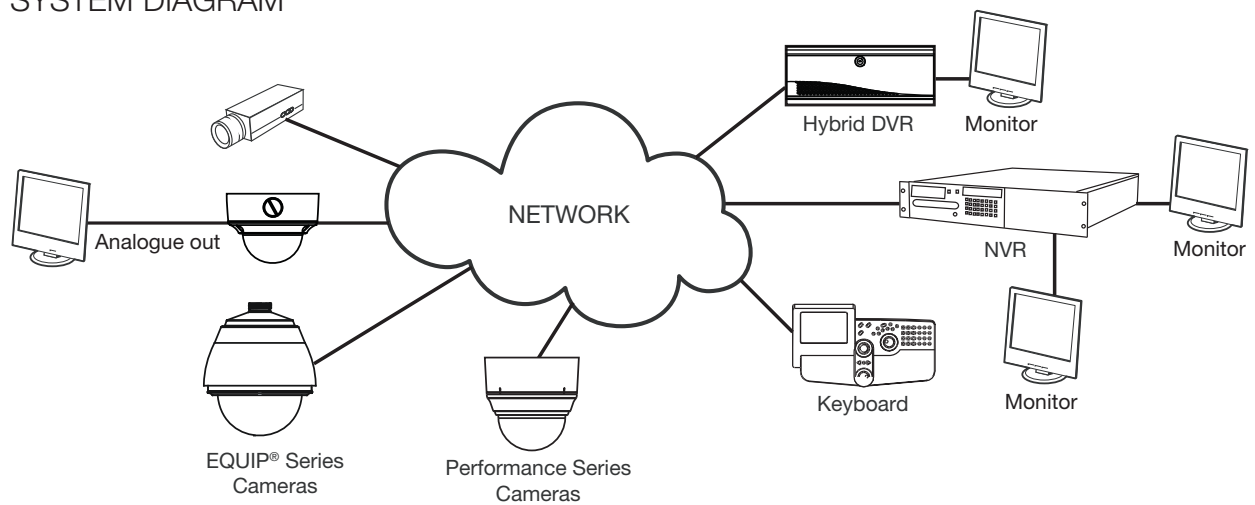 SYSTEM DIAGRAM
Hybrid DVR
Monitor
NETWORK
Analogue out
NVR
Monitor
Keyboard
Monitor
EQUIP® Series
Cameras
Performance Series
Cameras